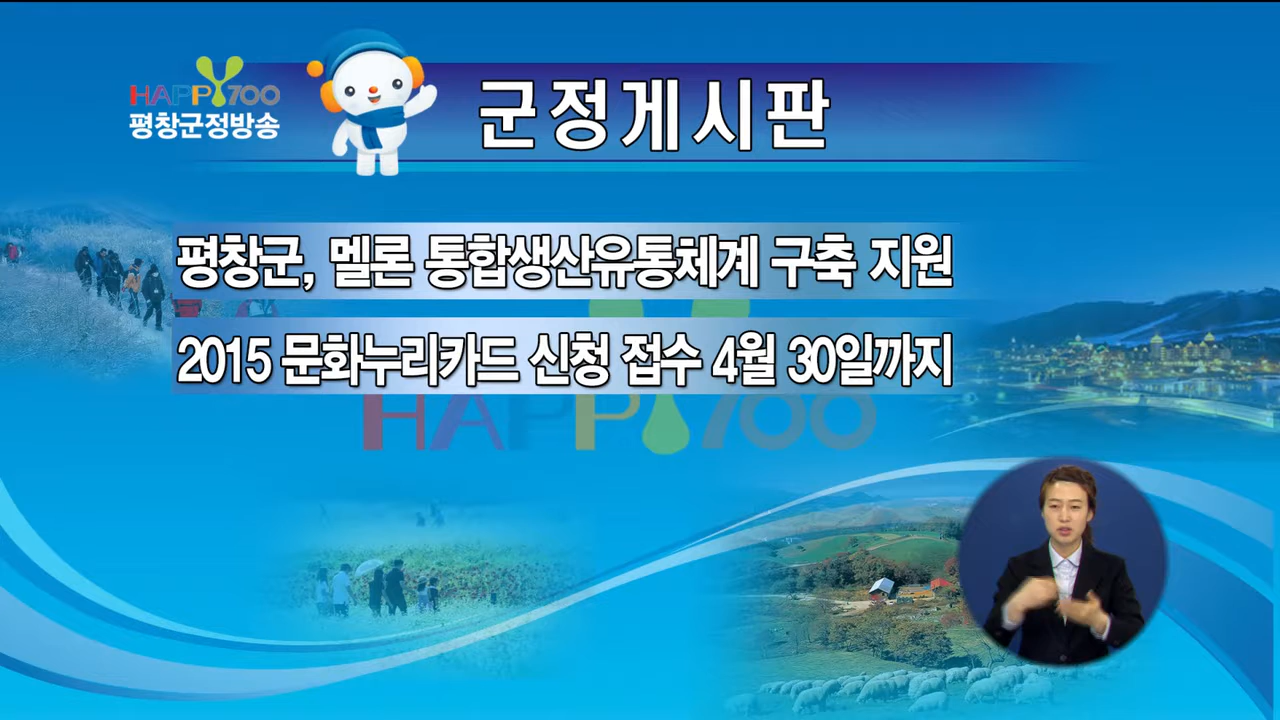 HAPPY700
평창군정방송
군정게시판
평창군, 멜론 통합생산유통체계 구축 지원
2015 문화누리카드 신청 접수 4월 30일까지
HAPPY700